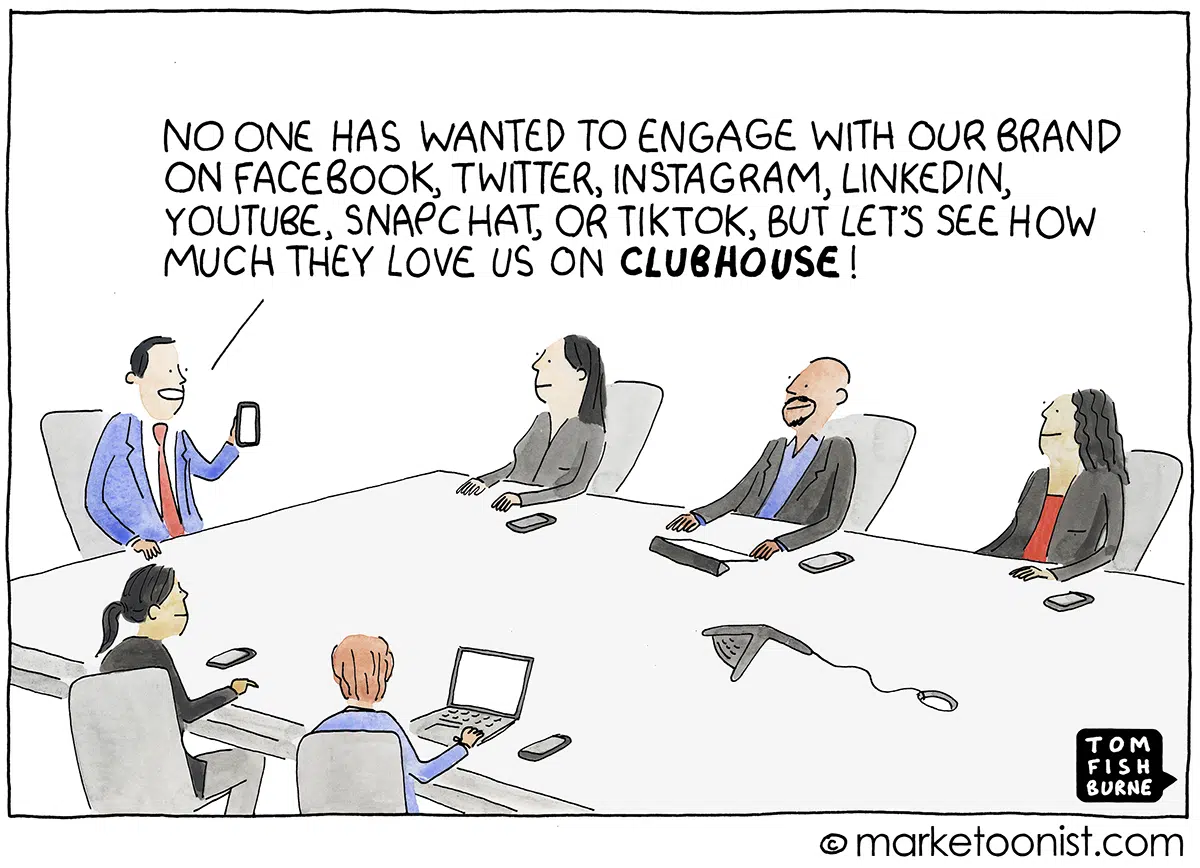 NO ONE HAS WANTED TO ENGAGE WITH OUR BRAND
ON FACEBOOK, TWITTER, INSTAGRAM, LINKEDIN,
YOUTUBE, SNAPCHAT, OR TIKTOK, BUT LET'S SEE HOW
MUCH THEY LOVE US ON CLUBHOUSE!
TOM
FISH
BURNE
© marketoonist.com